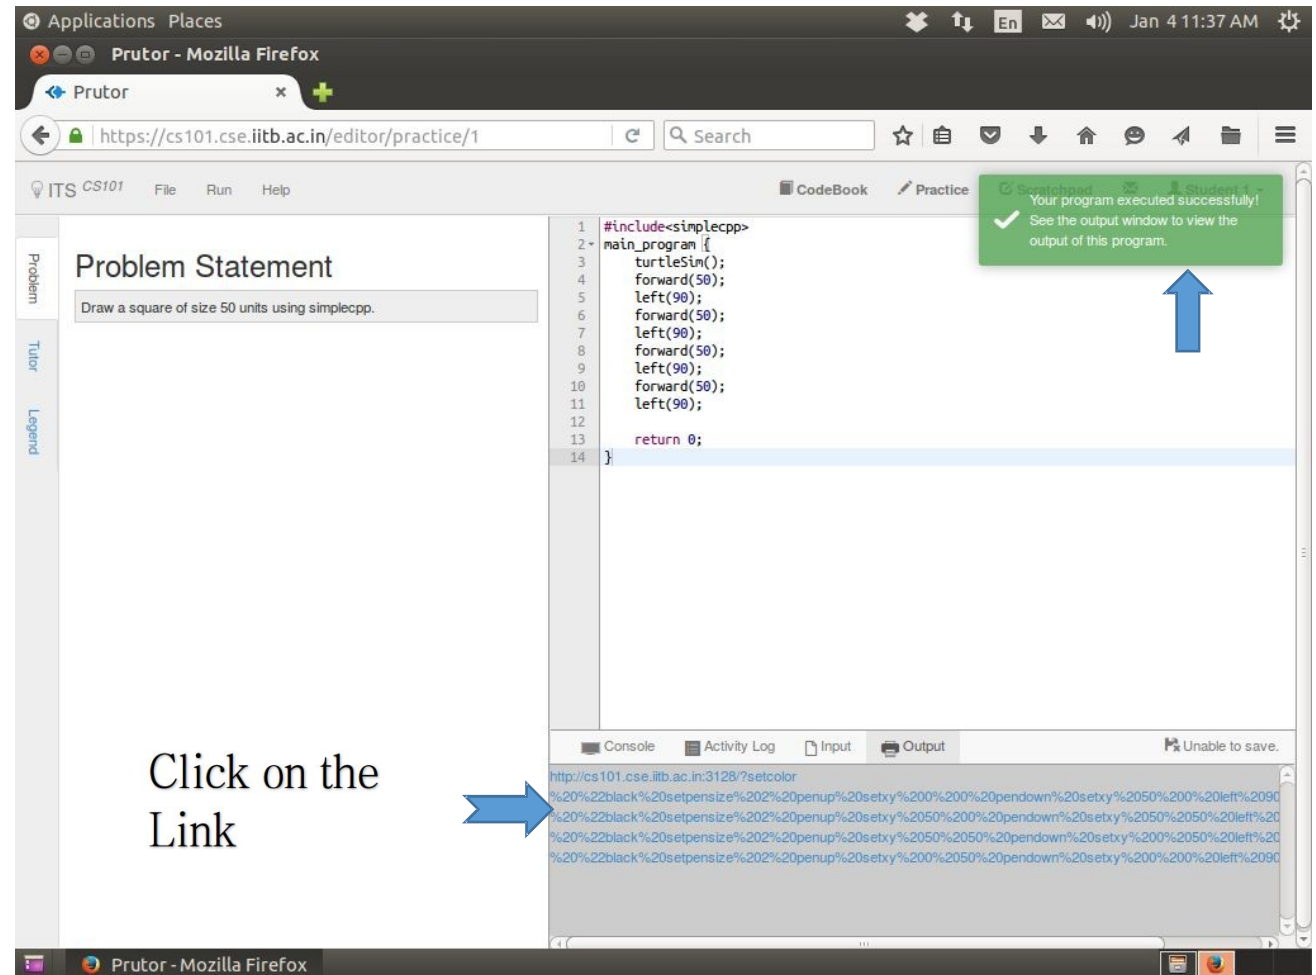 Applications Places
En
Jan 4 11:37 AM
Prutor - Mozilla Firefox
Prutor
https://cs101.cse.iitb.ac.in/editor/practice/1
Search
ITS CS101 File Run Help
CodeBook Practice Scratchpad Student 1
Your program executed successfully!
See the output window to view the
output of this program.
Problem
Tutor
Legend
Problem Statement
Draw a square of size 50 units using simplecpp.
1 #include<simplecpp>
2 main_program {
3 turtleSim();
4 forward(50);
5 left(90);
6 forward(50);
7 left(90);
8 forward(50);
9 left(90);
10 forward(50);
11 left(90);
12
13 return 0;
14 }
Click on the
Link
Console Activity Log Input Output Unable to save.
http://cs101.cse.iitb.ac.in:3128/?setcolor
%20%22black%20setpensize%202%20penup%20setxy%200%200%20pendown%20setxy%2050%200%20left%2090
%20%22black%20setpensize%202%20penup%20setxy%2050%200%20pendown%20setxy%2050%2050%20left%20
%20%22black%20setpensize%202%20penup%20setxy%2050%2050%20pendown%20setxy%200%2050%20left%20
%20%22black%20setpensize%202%20penup%20setxy%200%2050%20pendown%20setxy%200%200%20left%2090
Prutor - Mozilla Firefox